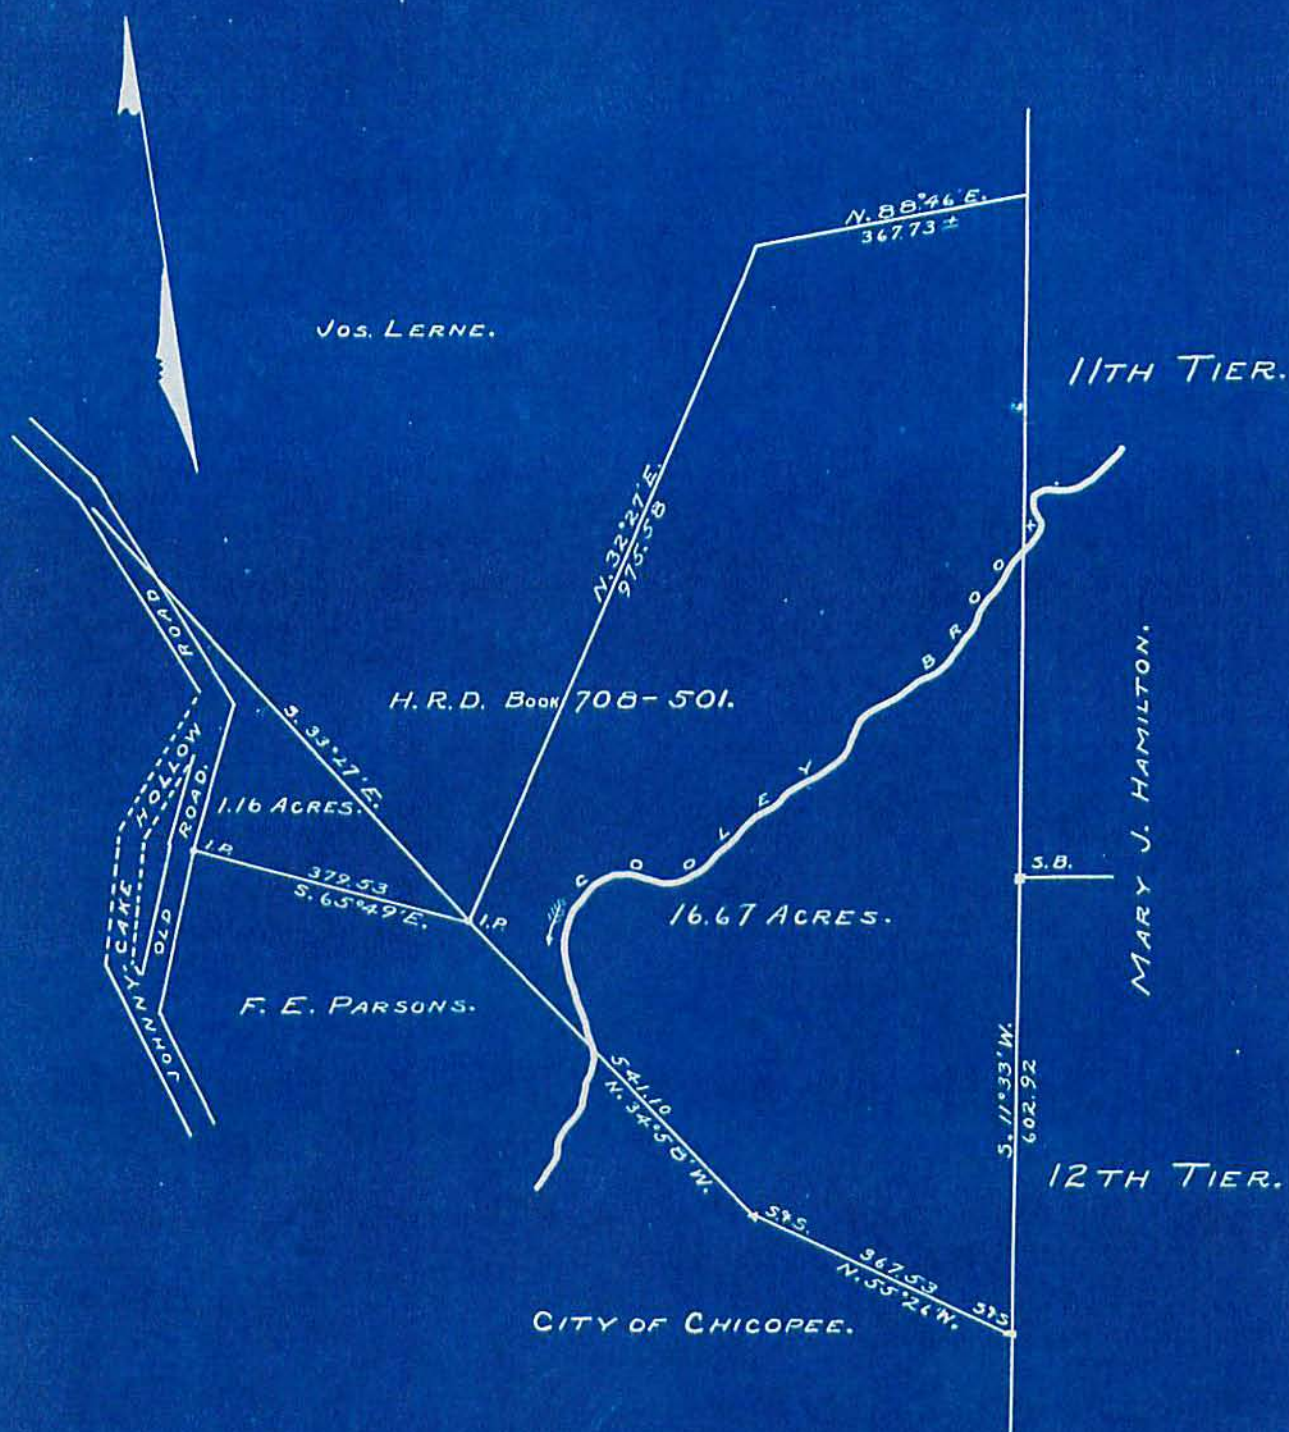 N. 88°46' E.
367.73 ±
JOS. LERNE.
11TH TIER.
N. 32°27' E.
975.58
ROAD
COOLEY BROOK
H.R.D. BOOK 708-501.
S. 33°27' E.
MARY J. HAMILTON.
1.16 ACRES.
JOHNNY-CAKE HOLLOW
OLD ROAD.
I.P.
379.53
S. 65°49' E.
I.P.
S.B.
16.67 ACRES.
F. E. PARSONS.
S. 11°33' W.
602.92
541.10
N. 34°58' W.
12TH TIER.
S.&S.
367.53
N. 55°26' W.
S&S
CITY OF CHICOPEE.